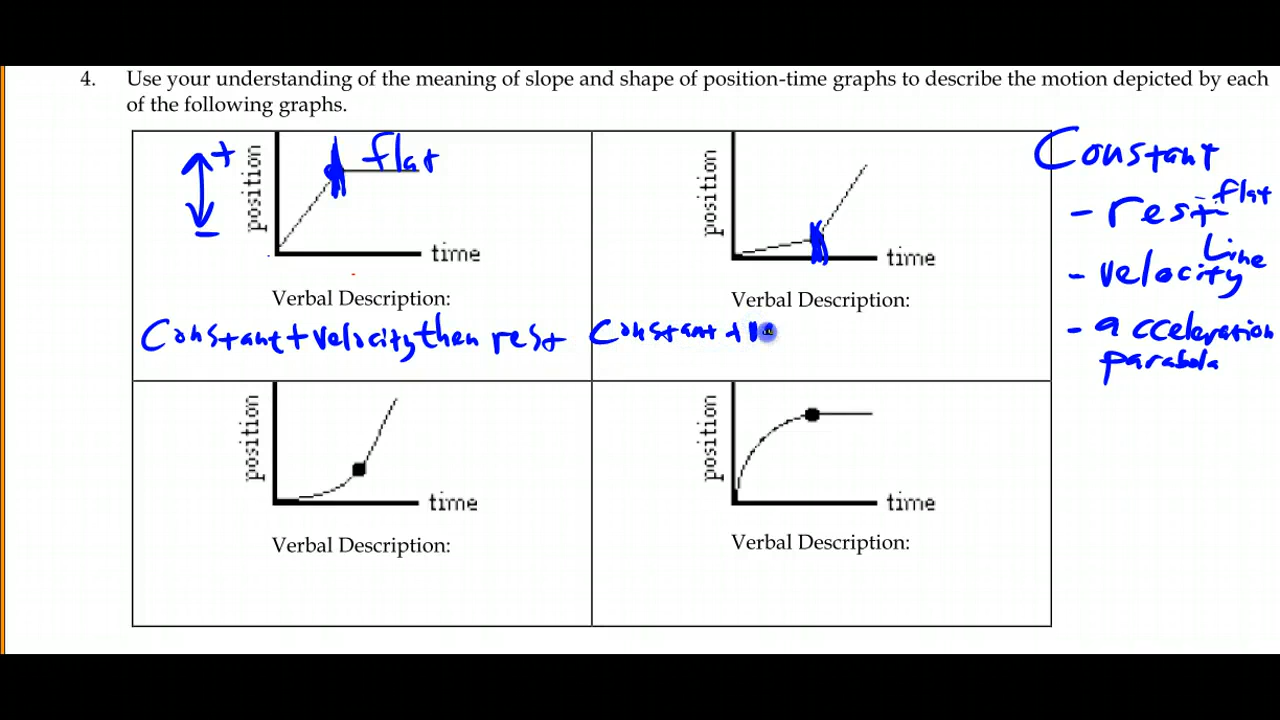 4. Use your understanding of the meaning of slope and shape of position-time graphs to describe the motion depicted by each
of the following graphs.
+
position
flat
time
Verbal Description:
Constant + velocity then rest
position
time
Verbal Description:
Constant +
Constant
- rest - flat
- velocity Line
- acceleration
parabola
position
time
Verbal Description:
position
time
Verbal Description: